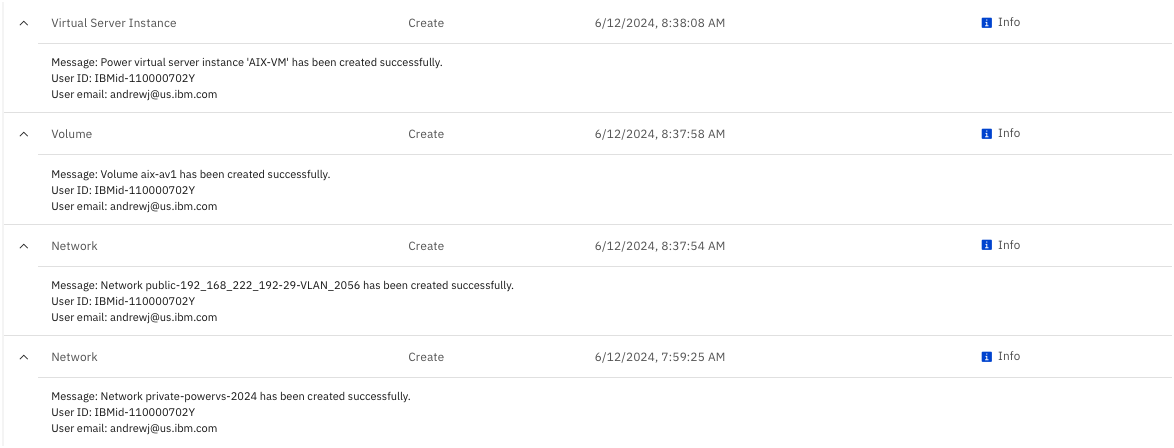 Virtual Server Instance Create 6/12/2024, 8:38:08 AM Info
Message: Power virtual server instance 'AIX-VM' has been created successfully.
User ID: IBMid-110000702Y
User email: andrewj@us.ibm.com
Volume Create 6/12/2024, 8:37:58 AM Info
Message: Volume aix-av1 has been created successfully.
User ID: IBMid-110000702Y
User email: andrewj@us.ibm.com
Network Create 6/12/2024, 8:37:54 AM Info
Message: Network public-192_168_222_192-29-VLAN_2056 has been created successfully.
User ID: IBMid-110000702Y
User email: andrewj@us.ibm.com
Network Create 6/12/2024, 7:59:25 AM Info
Message: Network private-powervs-2024 has been created successfully.
User ID: IBMid-110000702Y
User email: andrewj@us.ibm.com